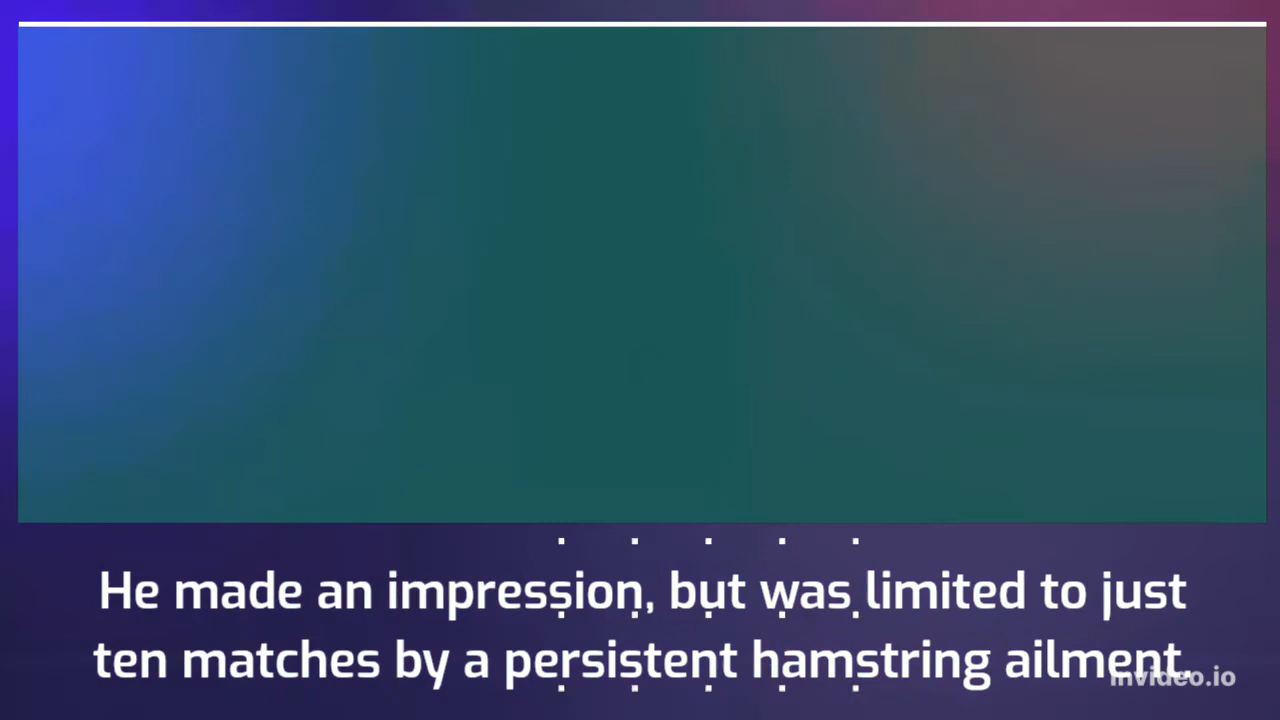 He made an impression, but was limited to just
ten matches by a persistent hamstring ailment.
invideo.io